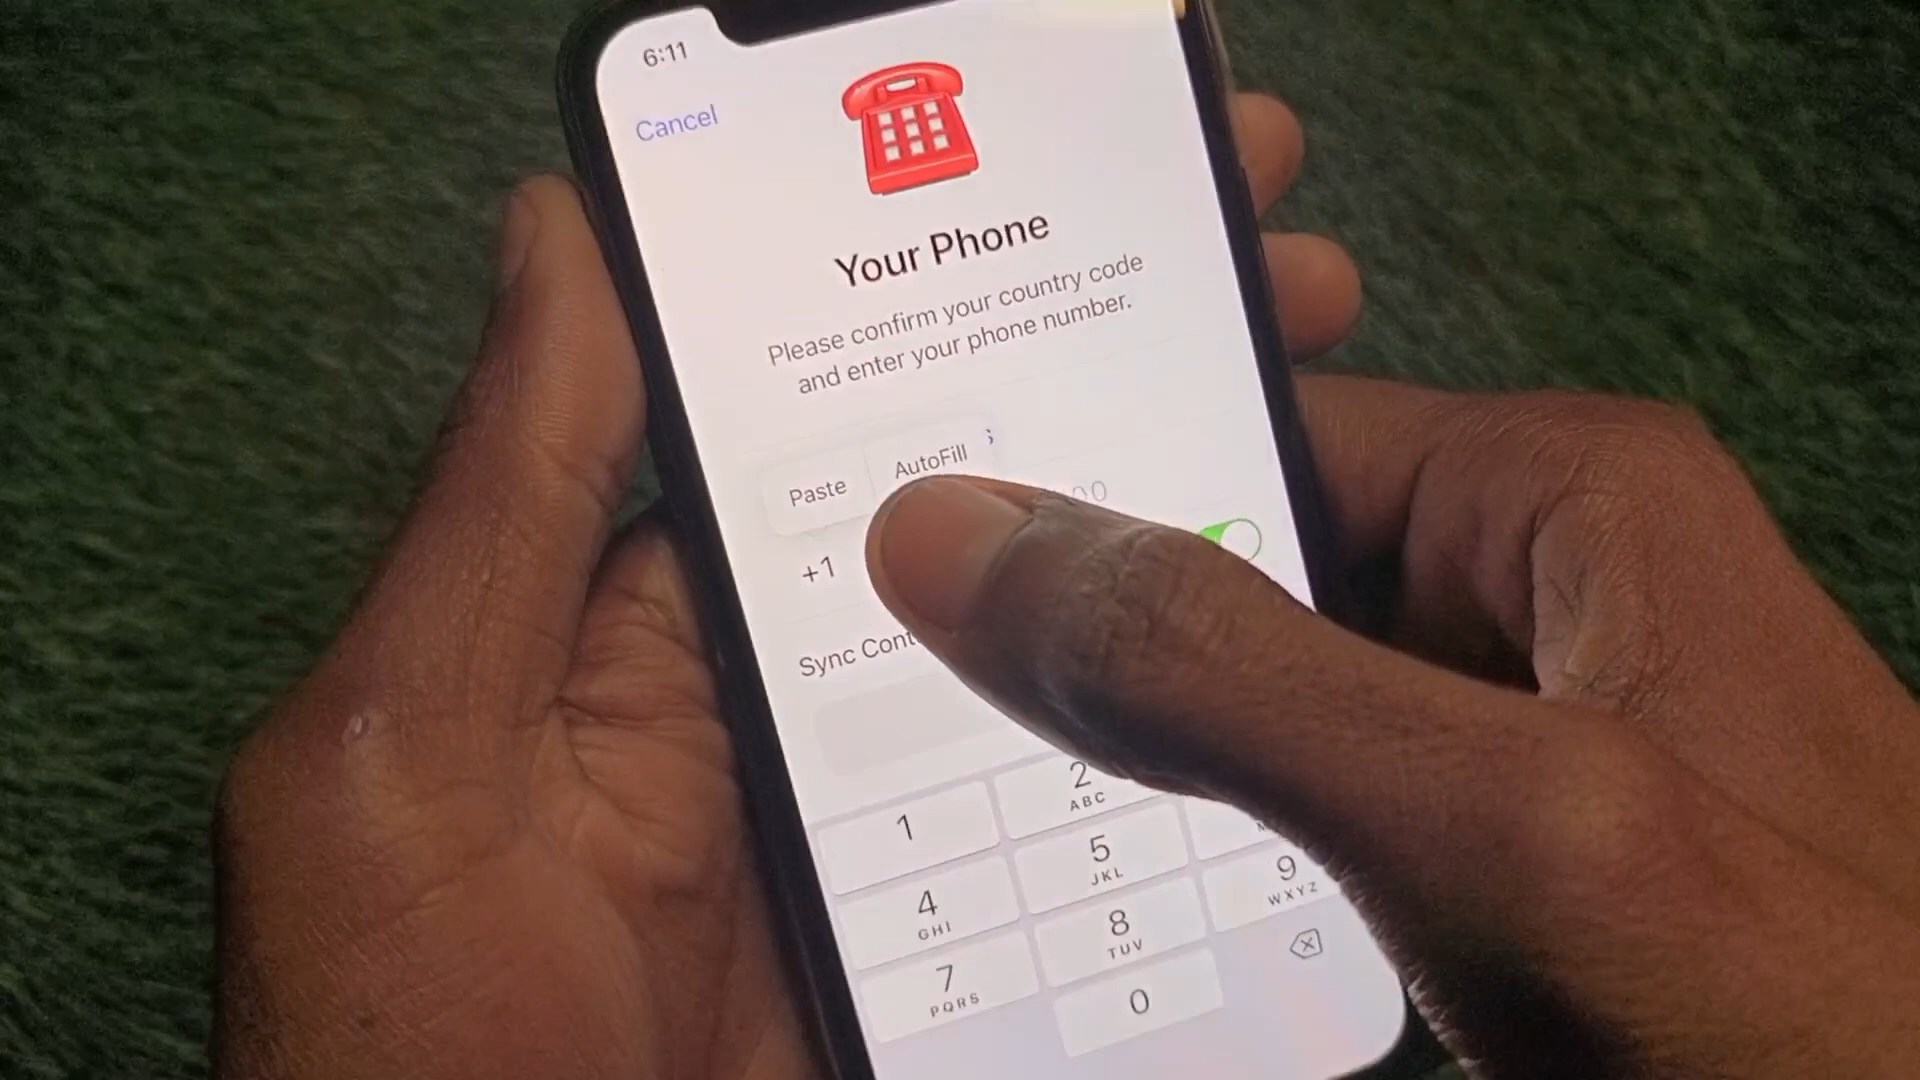 6:11
Cancel
Your Phone
Please confirm your country code
and enter your phone number.
Paste
AutoFill
+1
Sync
1
2
ABC
4
GHI
5
JKL
7
PQRS
8
TUV
9
WXYZ
0